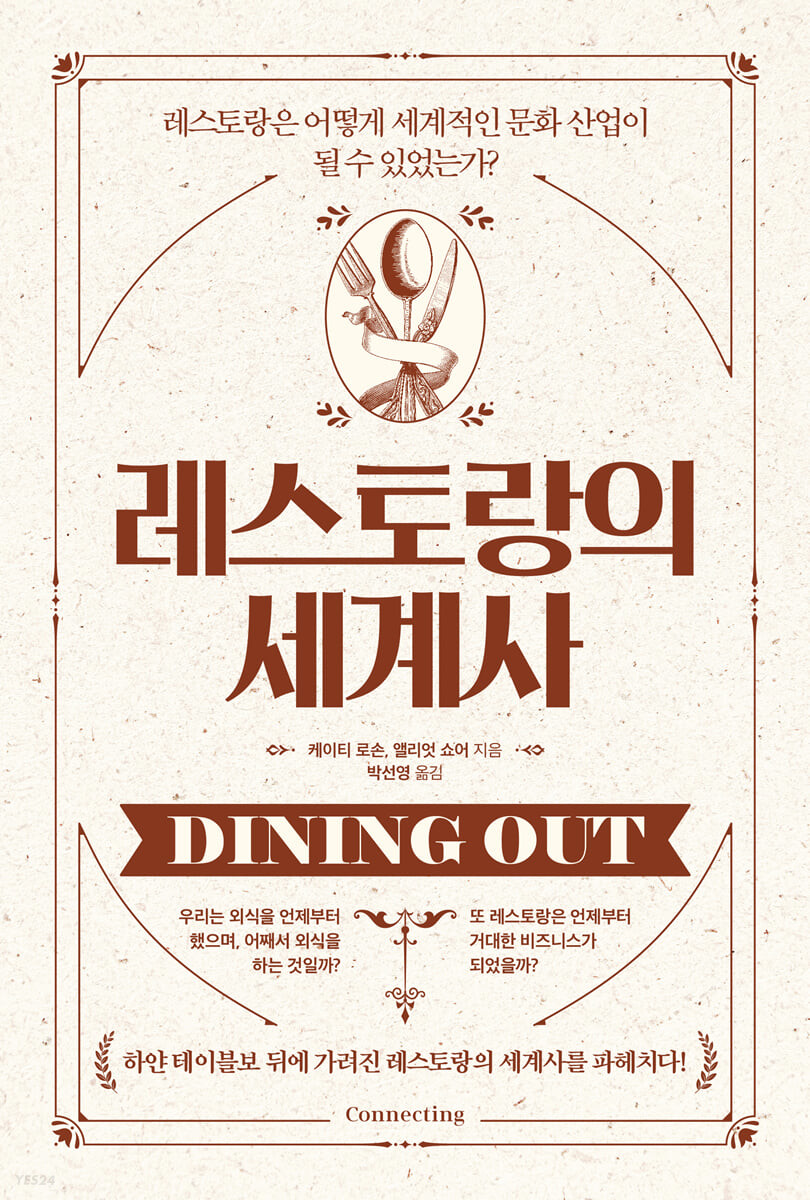 레스토랑은 어떻게 세계적인 문화 산업이
될 수 있었는가?
레스토랑의
세계사
케이티 로손, 앨리엇 쇼어 지음
박선영 옮김
DINING OUT
우리는 외식을 언제부터
했으며, 어째서 외식을
하는 것일까?
또 레스토랑은 언제부터
거대한 비즈니스가
되었을까?
하얀 테이블보 뒤에 가려진 레스토랑의 세계사를 파헤치다!
Connecting
YES24